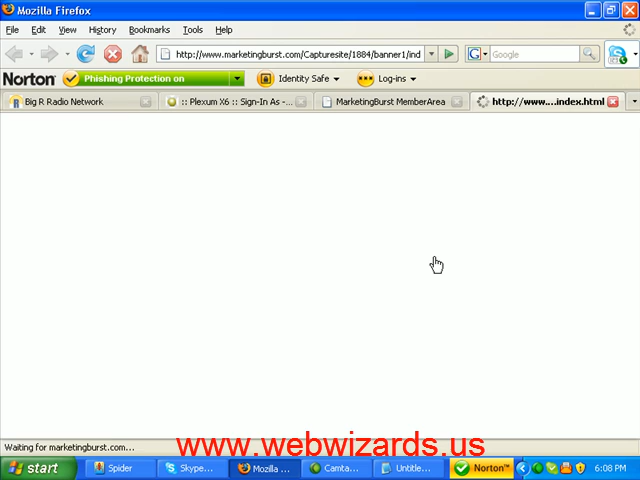 Mozilla Firefox
File Edit View History Bookmarks Tools Help
http://www.marketingburst.com/Capturesite/1884/banner1/ind
Google
Norton Phishing Protection on Identity Safe Log-ins
Big R Radio Network
:: Plexum X6 :: Sign-In As -...
MarketingBurst MemberArea
http://www....index.html
Waiting for marketingburst.com...
www.webwizards.us
start Spider Skype... Mozilla ... Camta... Untitle... Norton™ 6:08 PM